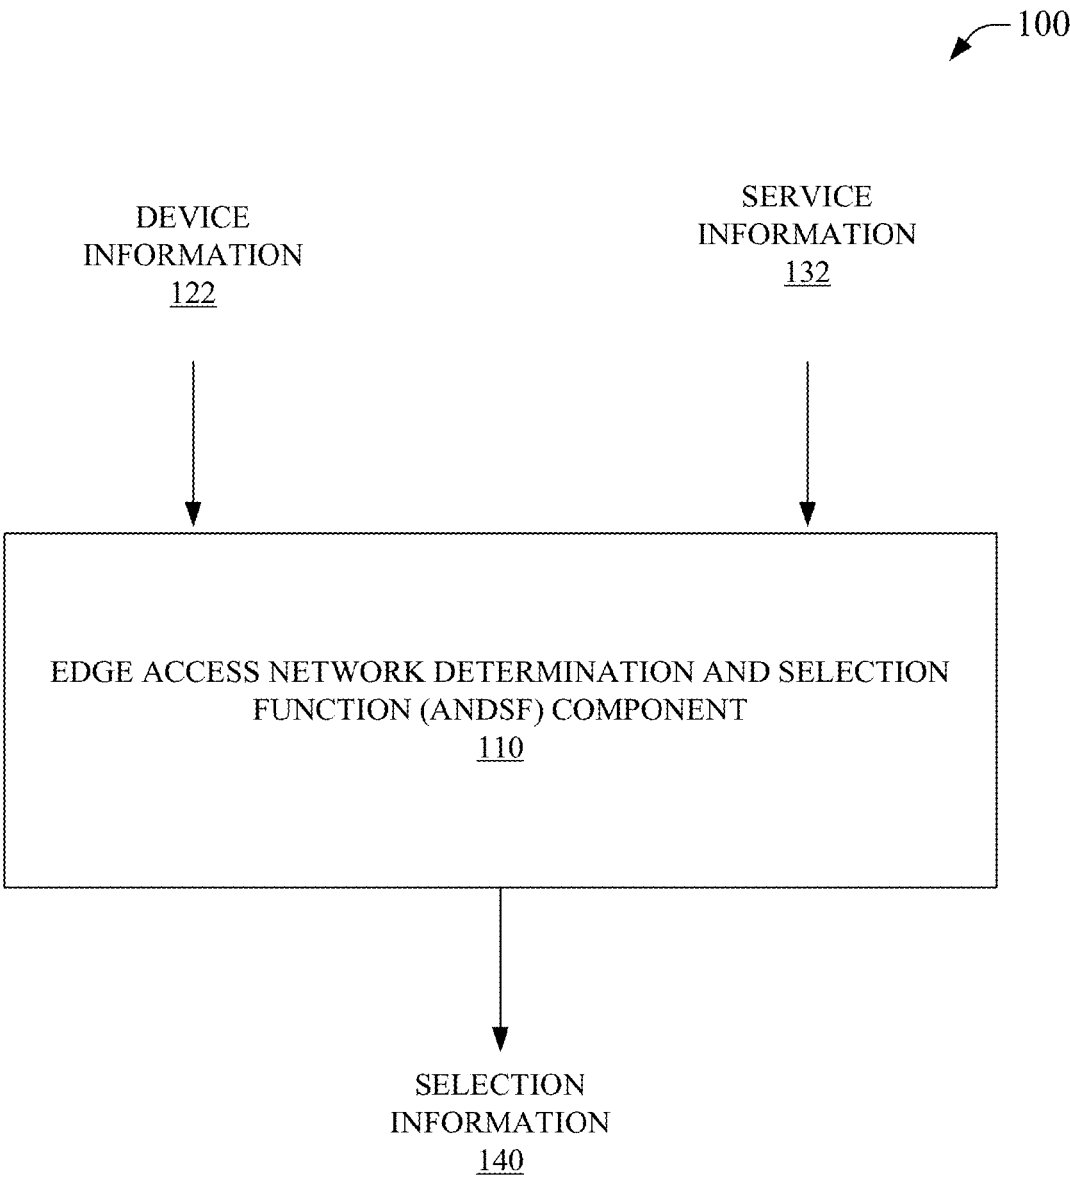 100
DEVICE
INFORMATION
122
SERVICE
INFORMATION
132
EDGE ACCESS NETWORK DETERMINATION AND SELECTION
FUNCTION (ANDSF) COMPONENT
110
SELECTION
INFORMATION
140